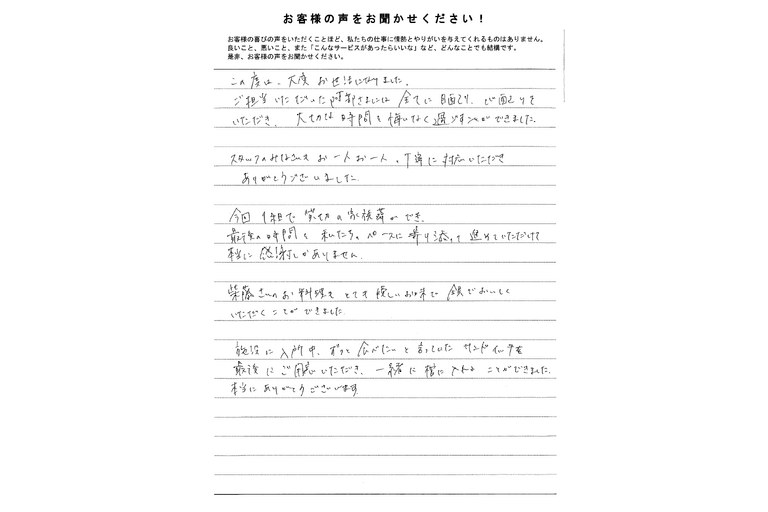 お客様の声をお聞かせください！
お客様の喜びの声をいただくことほど、私たちの仕事に情熱とやりがいを与えてくれるものはありません。
良いこと、悪いこと、また「こんなサービスがあったらいいな」など、どんなことでも結構です。
是非、お客様の声をお聞かせください。
この度は、大変お世話になりました。
ご担当いただいた阿部さまには全てに目配り、心配りを
いただき、大切な時間を悔いなく過ごすことができました。
スタッフのみなさまもお一人お一人、丁寧に対応いただき
ありがとうございました。
今回1組で貸切の家族葬ができ、
最後の時間を私たちのペースに寄り添って進めていただけて
本当に感謝しかありません。
柴藤さんのお料理もとても優しいお味で全員でおいしく
いただくことができました。
施設に入所中、ずっと食べたいと言っていたサンドイッチを
最後にご用意いただき、一緒に棺に入れることができました。
本当にありがとうございます。